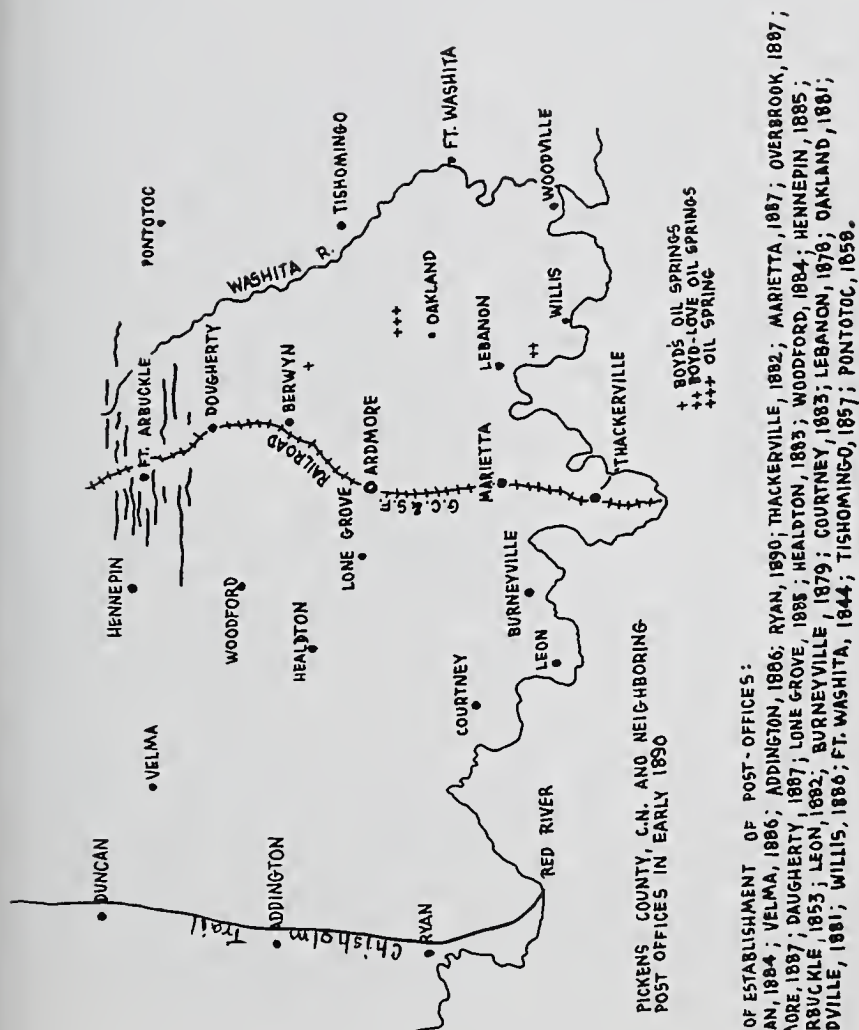 DUNCAN
VELMA
HENNEPIN
FT. ARBUCKLE
PONTOTOC
ADDINGTON
WOODFORD
DOUGHERTY
WASHITA R.
HEALDTON
BERWYN
+
RAILROAD
TISHOMINGO
Chisholm Trail
LONE GROVE
ARDMORE
+++
RYAN
G.C. & S.F.
OAKLAND
FT. WASHITA
COURTNEY
MARIETTA
LEBANON
BURNEYVILLE
++
LEON
WILLIS
WOODVILLE
RED RIVER
THACKERVILLE
PICKENS COUNTY, C.N. AND NEIGHBORING
POST OFFICES IN EARLY 1890
+ BOYD'S OIL SPRINGS
++ BOYD-LOVE OIL SPRINGS
+++ OIL SPRING
OF ESTABLISHMENT OF POST-OFFICES:
AN, 1884; VELMA, 1886; ADDINGTON, 1886; RYAN, 1890; THACKERVILLE, 1882; MARIETTA, 1887; OVERBROOK, 1887;
ORE, 1887; DAUGHERTY, 1887; LONE GROVE, 1885; HEALDTON, 1883; WOODFORD, 1884; HENNEPIN, 1885;
RBUCKLE, 1853; LEON, 1882; BURNEYVILLE, 1879; COURTNEY, 1883; LEBANON, 1878; OAKLAND, 1881;
DVILLE, 1881; WILLIS, 1886; FT. WASHITA, 1844; TISHOMINGO, 1857; PONTOTOC, 1858.